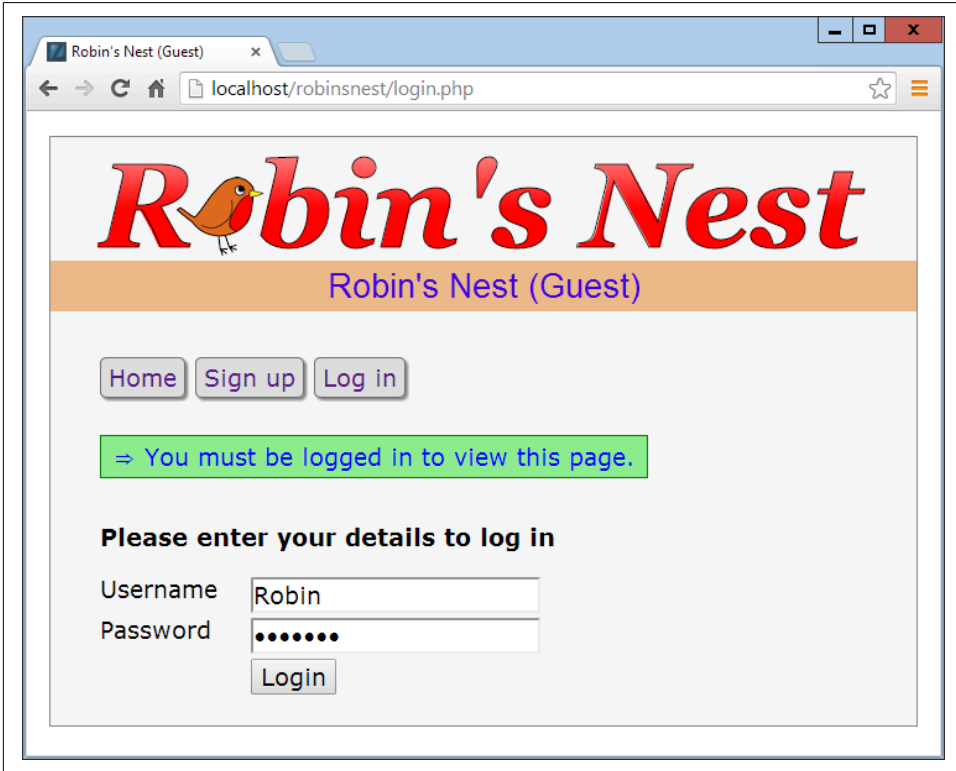 Robin's Nest (Guest)
localhost/robinsnest/login.php
Robin's Nest
Robin's Nest (Guest)
Home Sign up Log in
⇒ You must be logged in to view this page.
Please enter your details to log in
Username Robin
Password •••••••
Login